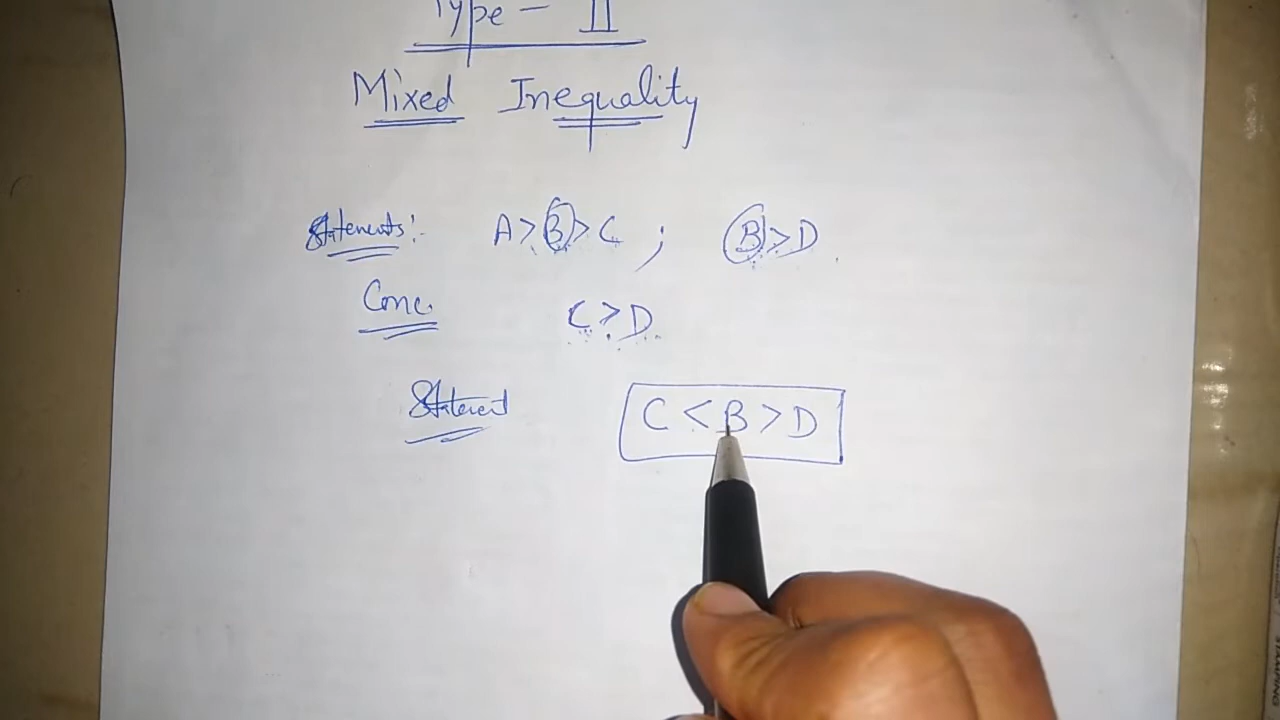 Type - II
Mixed Inequality
Statements:- A > B > C ; B > D
Conc. C > D.
Statement C < B > D